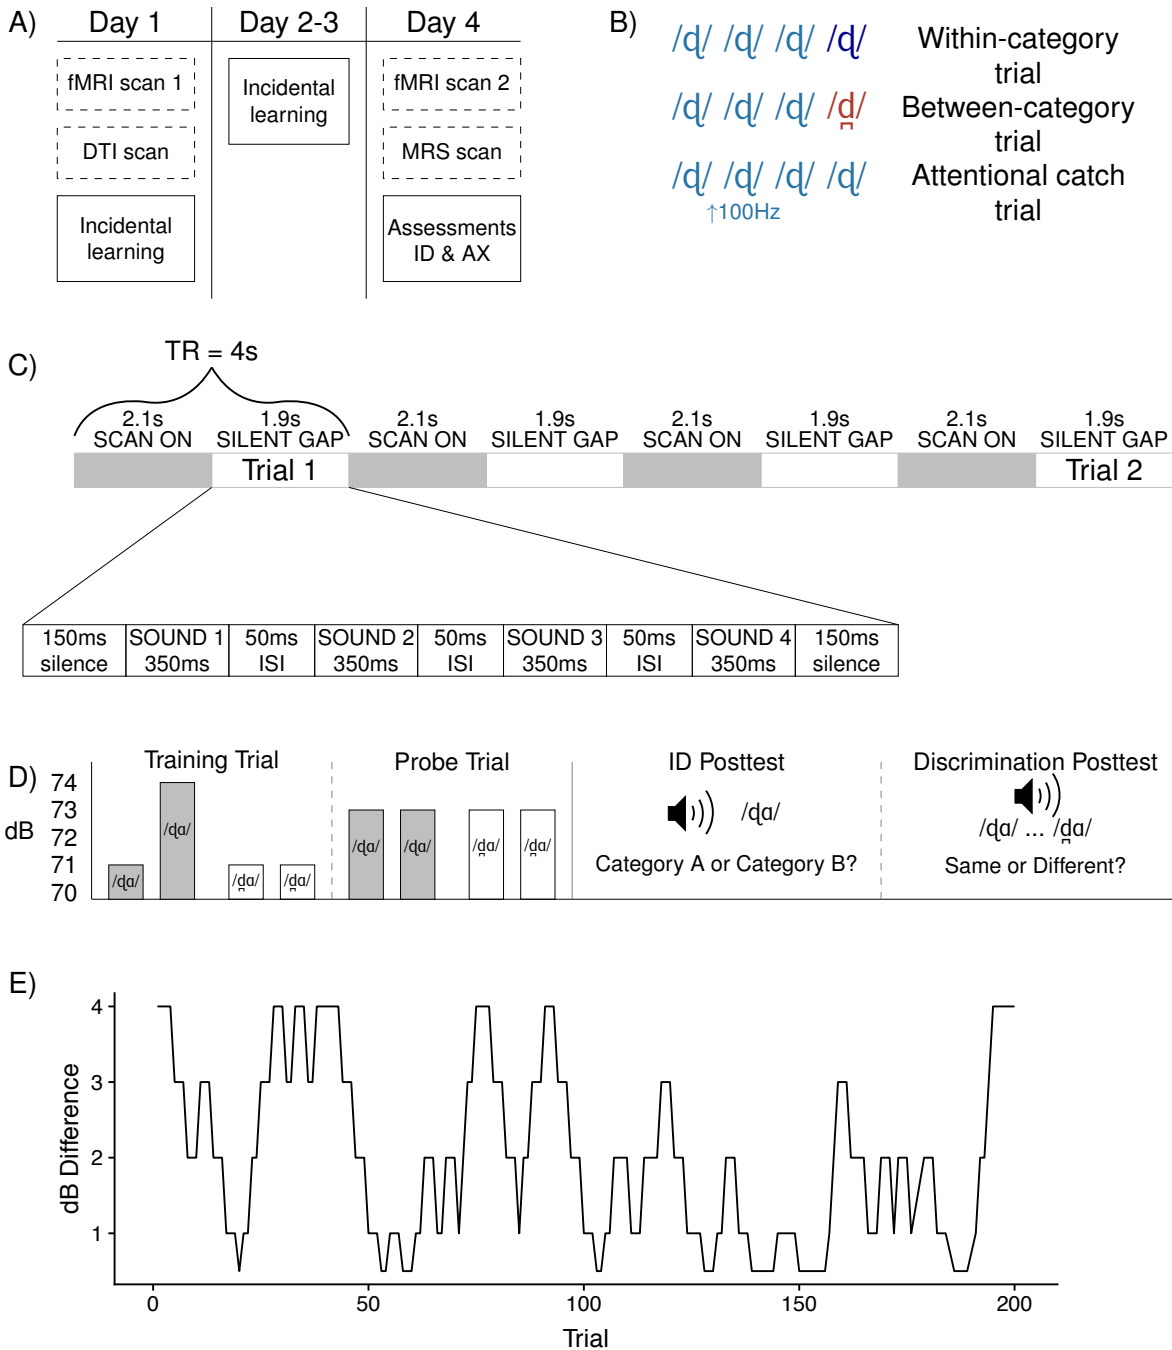 A)
Day 1 Day 2-3 Day 4
fMRI scan 1
DTI scan
Incidental
learning
Incidental
learning
fMRI scan 2
MRS scan
Assessments
ID & AX
B)
/ɖ/ /ɖ/ /ɖ/ /ɖ/ Within-category
trial
/ɖ/ /ɖ/ /ɖ/ /d̪/ Between-category
trial
/ɖ/ /ɖ/ /ɖ/ /ɖ/ Attentional catch
trial
↑100Hz
C)
TR = 4s
2.1s 1.9s 2.1s 1.9s 2.1s 1.9s 2.1s 1.9s
SCAN ON SILENT GAP SCAN ON SILENT GAP SCAN ON SILENT GAP SCAN ON SILENT GAP
Trial 1 Trial 2
150ms SOUND 1 50ms SOUND 2 50ms SOUND 3 50ms SOUND 4 150ms
silence 350ms ISI 350ms ISI 350ms ISI 350ms silence
D)
dB
74
73
72
71
70
Training Trial
/ɖɑ/ /ɖɑ/ /d̪ɑ/ /d̪ɑ/
Probe Trial
/ɖɑ/ /ɖɑ/ /d̪ɑ/ /d̪ɑ/
ID Posttest
/ɖɑ/
Category A or Category B?
Discrimination Posttest
/ɖɑ/ ... /d̪ɑ/
Same or Different?
E)
dB Difference
4
3
2
1
0 50 100 150 200
Trial